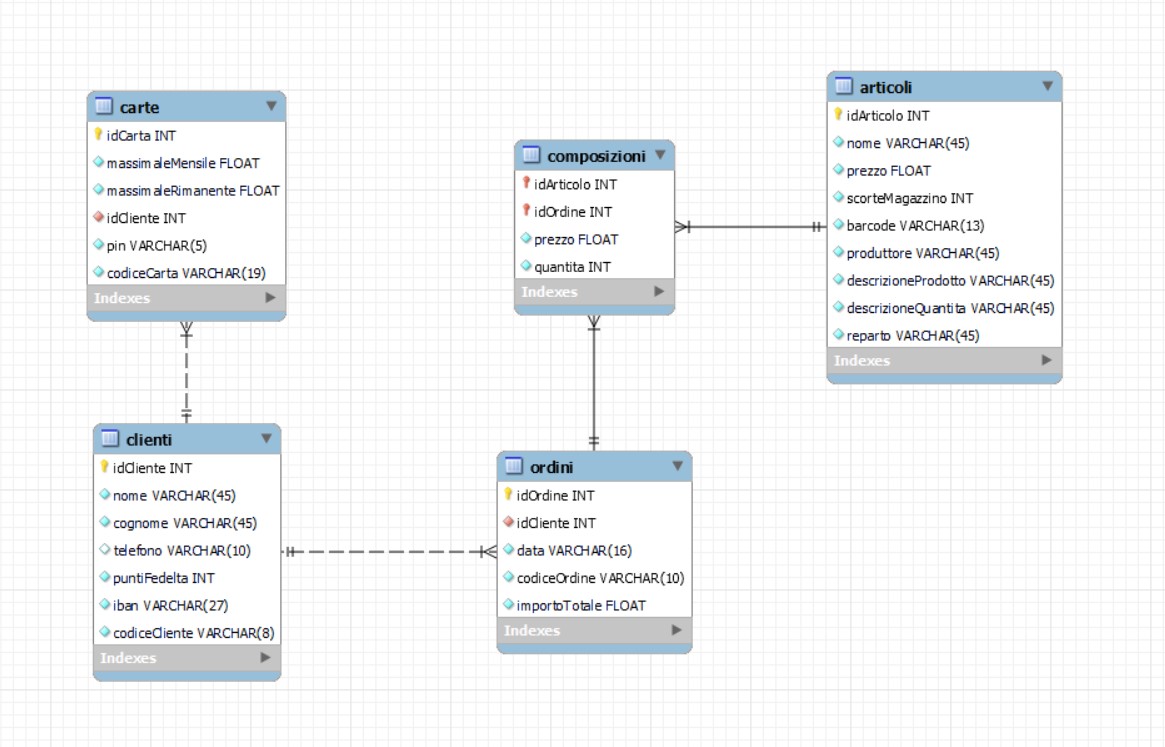 carte
idCarta INT
massimaleMensile FLOAT
massimaleRimanente FLOAT
idCliente INT
pin VARCHAR(5)
codiceCarta VARCHAR(19)
Indexes
clienti
idCliente INT
nome VARCHAR(45)
cognome VARCHAR(45)
telefono VARCHAR(10)
puntiFedelta INT
iban VARCHAR(27)
codiceCliente VARCHAR(8)
Indexes
composizioni
idArticolo INT
idOrdine INT
prezzo FLOAT
quantita INT
Indexes
ordini
idOrdine INT
idCliente INT
data VARCHAR(16)
codiceOrdine VARCHAR(10)
importoTotale FLOAT
Indexes
articoli
idArticolo INT
nome VARCHAR(45)
prezzo FLOAT
scorteMagazzino INT
barcode VARCHAR(13)
produttore VARCHAR(45)
descrizioneProdotto VARCHAR(45)
descrizioneQuantita VARCHAR(45)
reparto VARCHAR(45)
Indexes